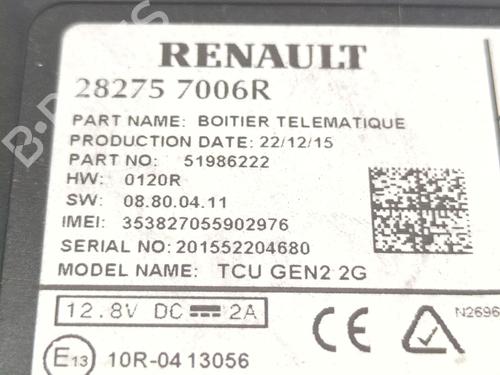 RENAULT
28275 7006R
PART NAME: BOITIER TELEMATIQUE
PRODUCTION DATE: 22/12/15
PART NO: 51986222
HW: 0120R
SW: 08.80.04.11
IMEI: 353827055902976
SERIAL NO: 201552204680
MODEL NAME: TCU GEN2 2G
12.8V DC 2A
CE
N2696
E13 10R-04 13056